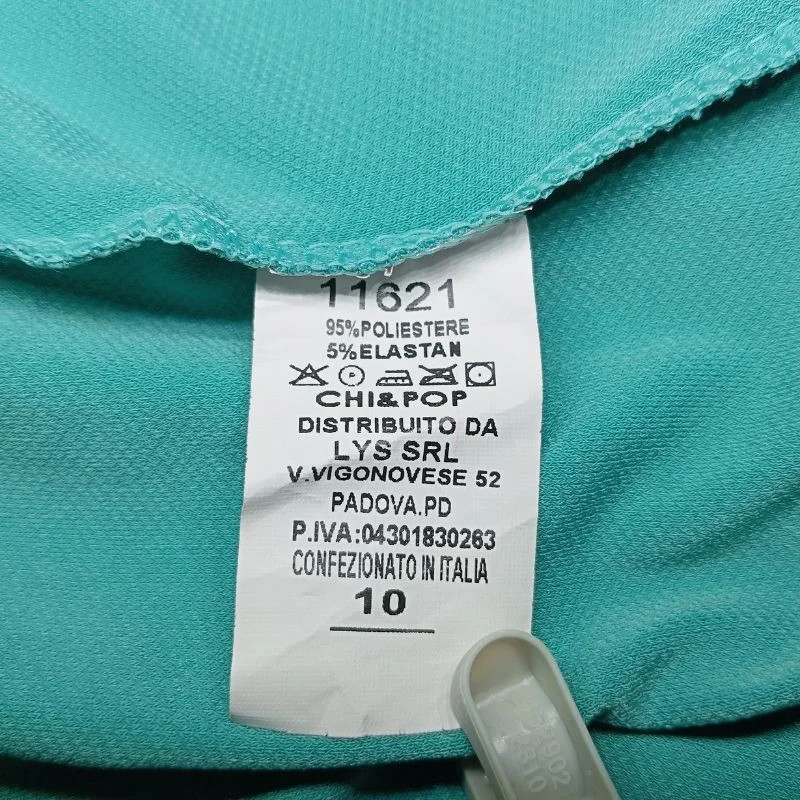 11621
95%POLIESTERE
5%ELASTAN
CHI&POP
DISTRIBUITO DA
LYS SRL
V.VIGONOVESE 52
PADOVA.PD
P.IVA:04301830263
CONFEZIONATO IN ITALIA
10